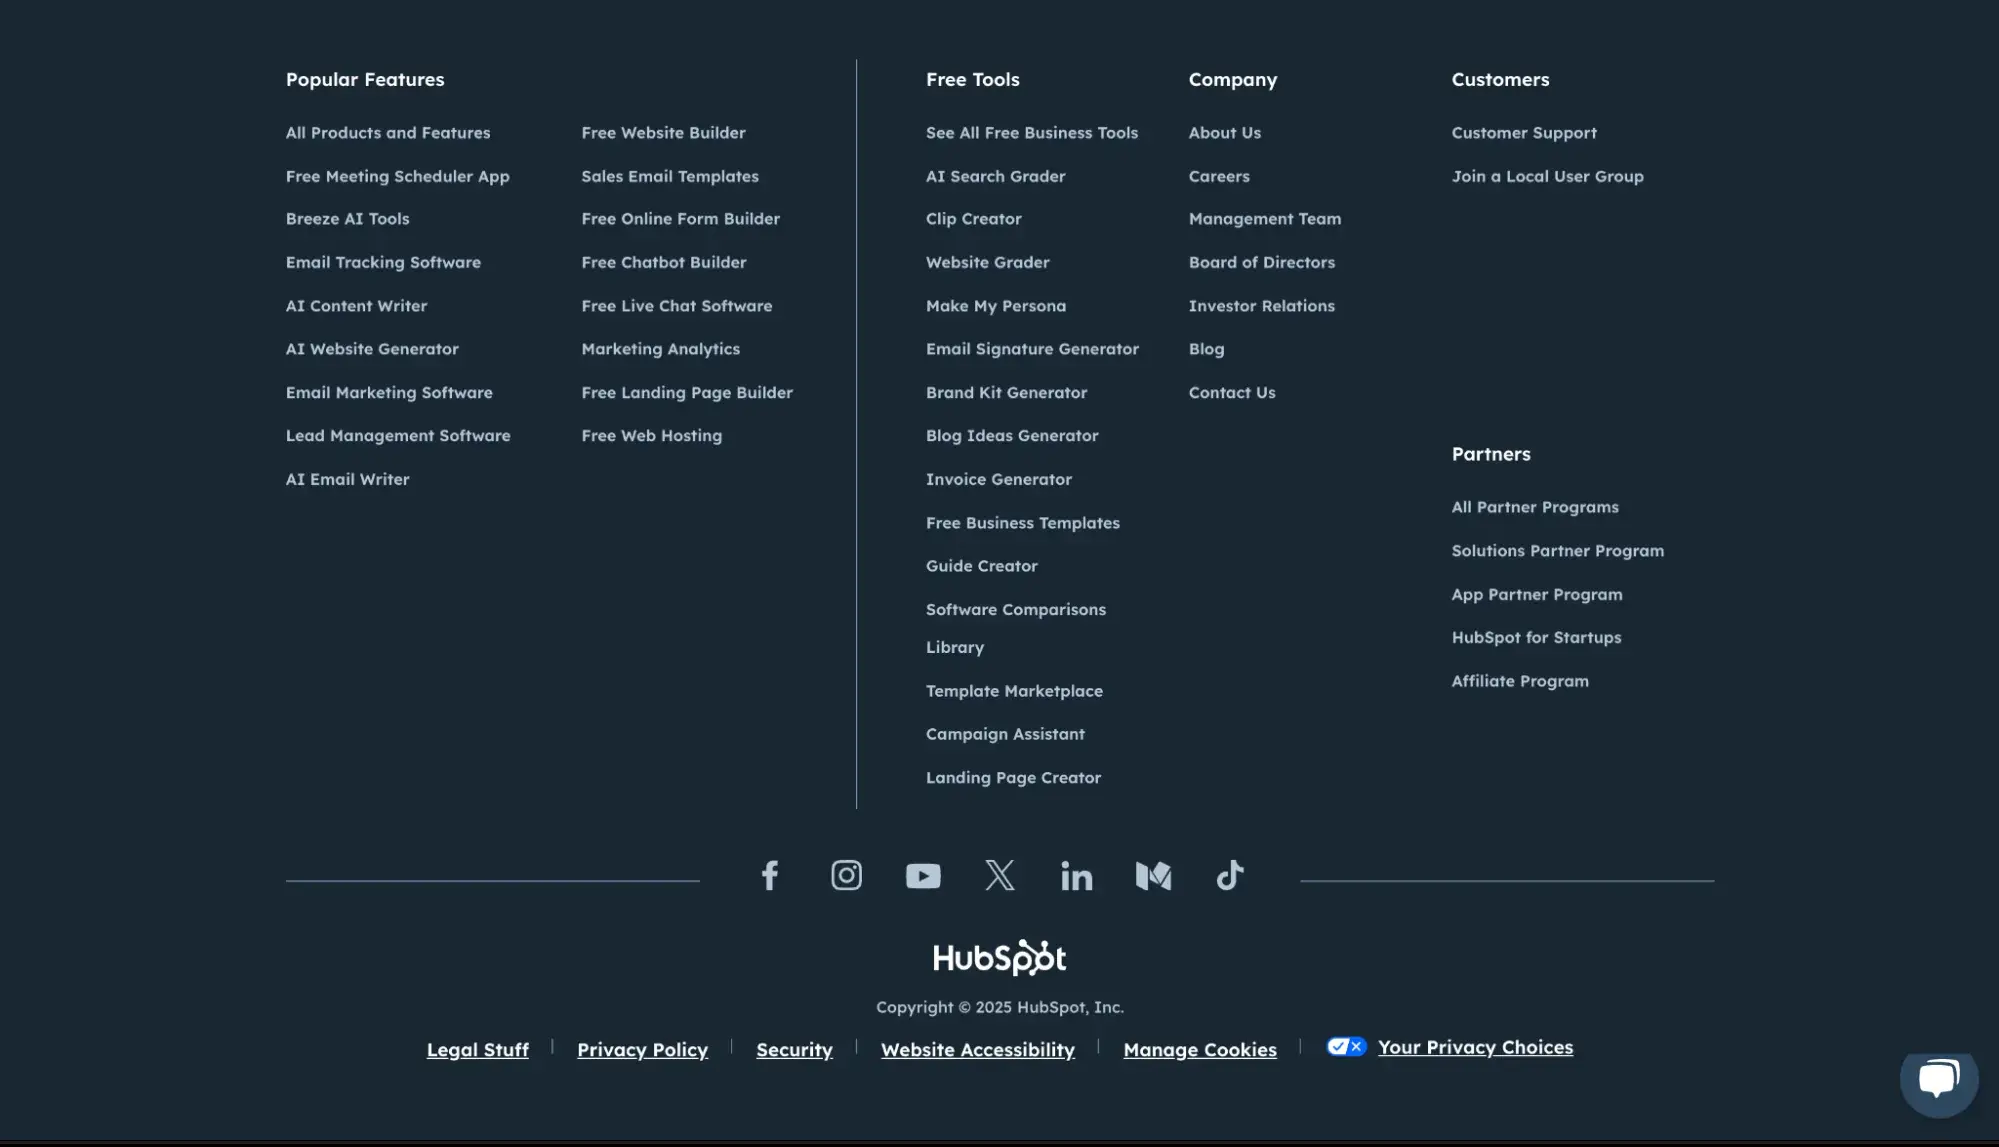 Popular Features
All Products and Features
Free Meeting Scheduler App
Breeze AI Tools
Email Tracking Software
AI Content Writer
AI Website Generator
Email Marketing Software
Lead Management Software
AI Email Writer
Free Website Builder
Sales Email Templates
Free Online Form Builder
Free Chatbot Builder
Free Live Chat Software
Marketing Analytics
Free Landing Page Builder
Free Web Hosting
Free Tools
See All Free Business Tools
AI Search Grader
Clip Creator
Website Grader
Make My Persona
Email Signature Generator
Brand Kit Generator
Blog Ideas Generator
Invoice Generator
Free Business Templates
Guide Creator
Software Comparisons
Library
Template Marketplace
Campaign Assistant
Landing Page Creator
Company
About Us
Careers
Management Team
Board of Directors
Investor Relations
Blog
Contact Us
Customers
Customer Support
Join a Local User Group
Partners
All Partner Programs
Solutions Partner Program
App Partner Program
HubSpot for Startups
Affiliate Program
HubSpot
Copyright © 2025 HubSpot, Inc.
Legal Stuff | Privacy Policy | Security | Website Accessibility | Manage Cookies | Your Privacy Choices